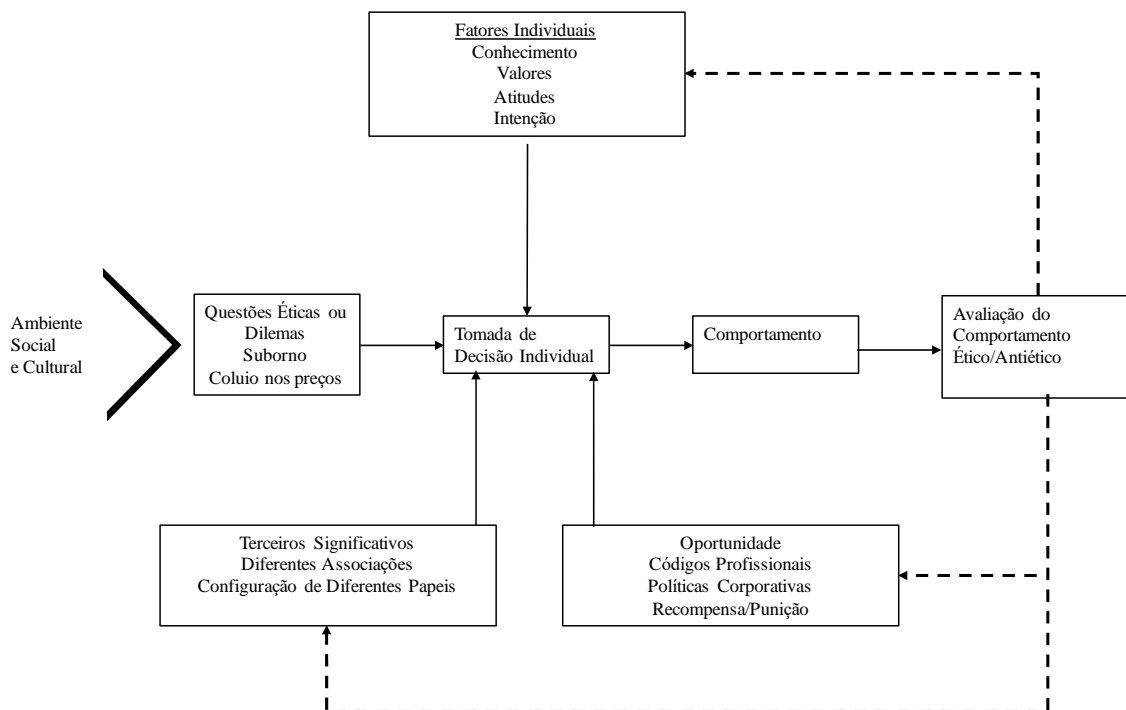 Fatores Individuais
Conhecimento
Valores
Atitudes
Intenção
Ambiente
Social
e Cultural
Questões Éticas ou
Dilemas
Suborno
Coluio nos preços
Tomada de
Decisão Individual
Comportamento
Avaliação do
Comportamento
Ético/Antiético
Terceiros Significativos
Diferentes Associações
Configuração de Diferentes Papeis
Oportunidade
Códigos Profissionais
Políticas Corporativas
Recompensa/Punição